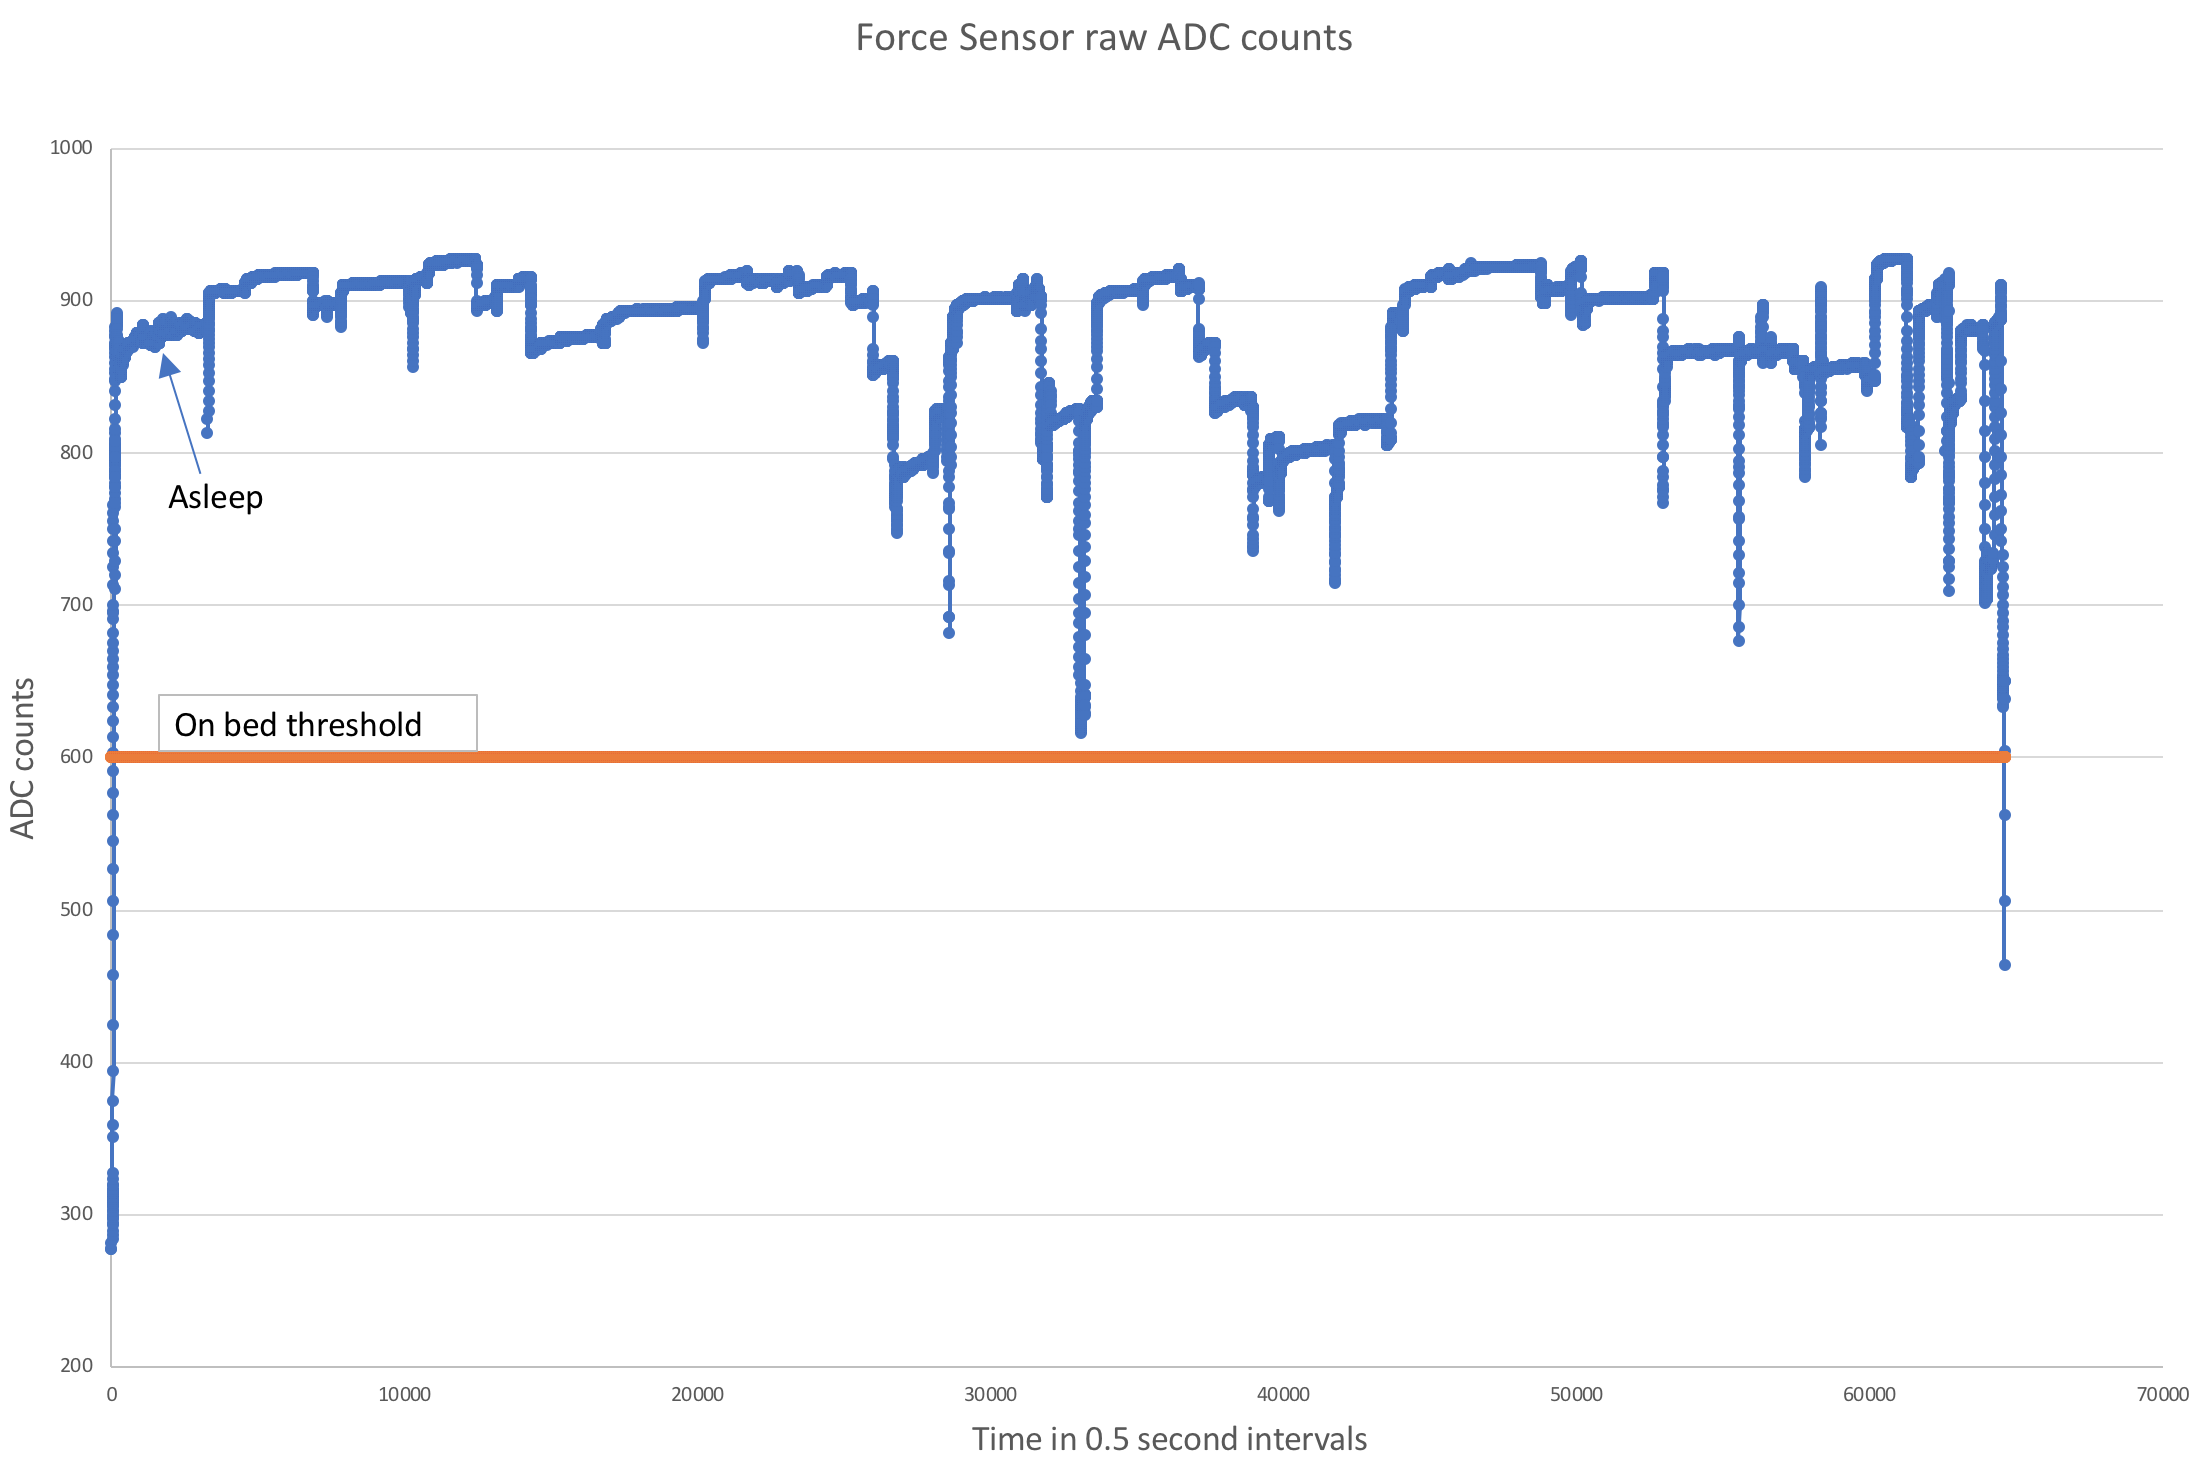 Force Sensor raw ADC counts
1000
900
800
Asleep
700
On bed threshold
600
500
400
300
200
ADC counts
0 10000 20000 30000 40000 50000 60000 70000
Time in 0.5 second intervals